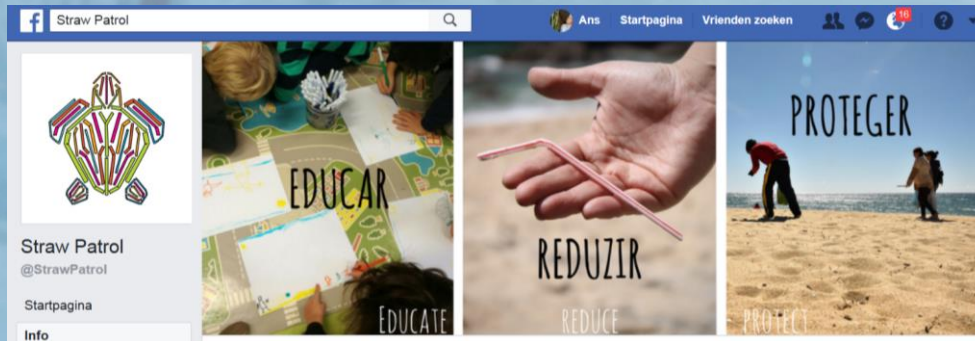 Straw Patrol
Ans Startpagina Vrienden zoeken 16 ?
EDUCAR
EDUCATE
REDUZIR
REDUCE
PROTEGER
PROTECT
Straw Patrol
@StrawPatrol
Startpagina
Info